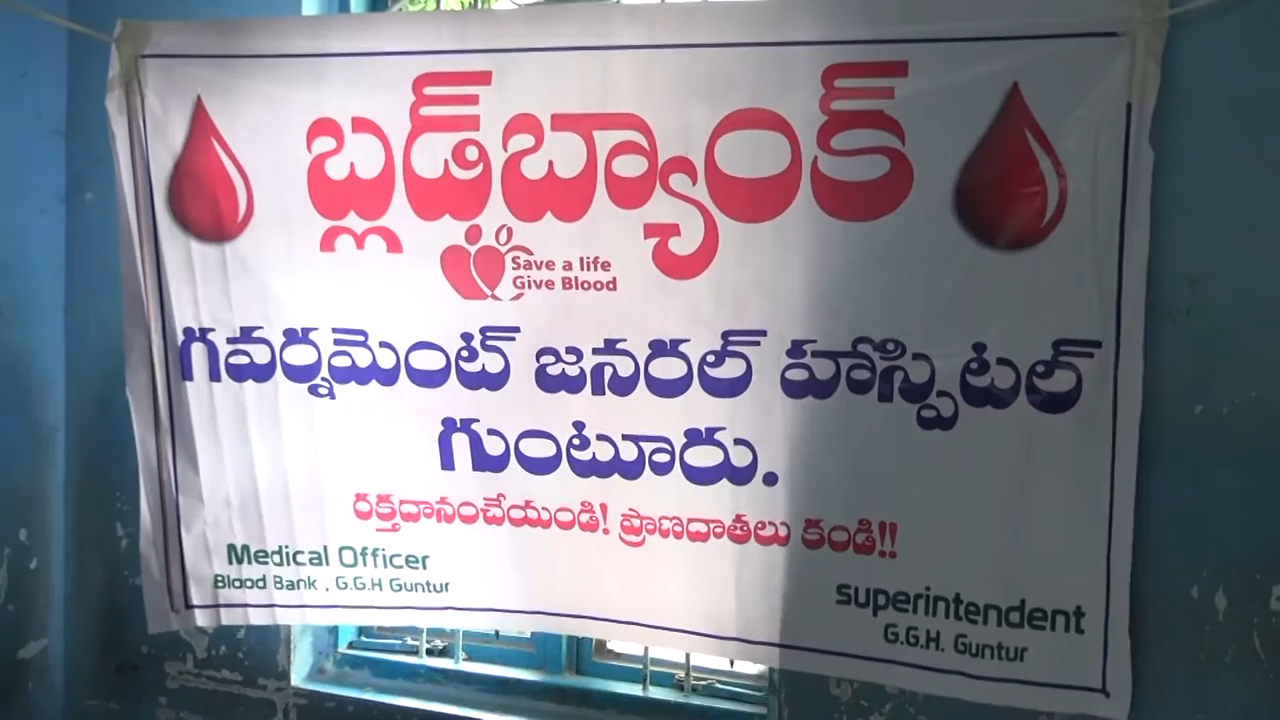 బ్లడ్‌బ్యాంక్
Save a life
Give Blood
గవర్నమెంట్ జనరల్ హాస్పిటల్
గుంటూరు.
రక్తదానంచేయండి! ప్రాణదాతలు కండి!!
Medical Officer
Blood Bank , G.G.H Guntur
superintendent
G.G.H. Guntur